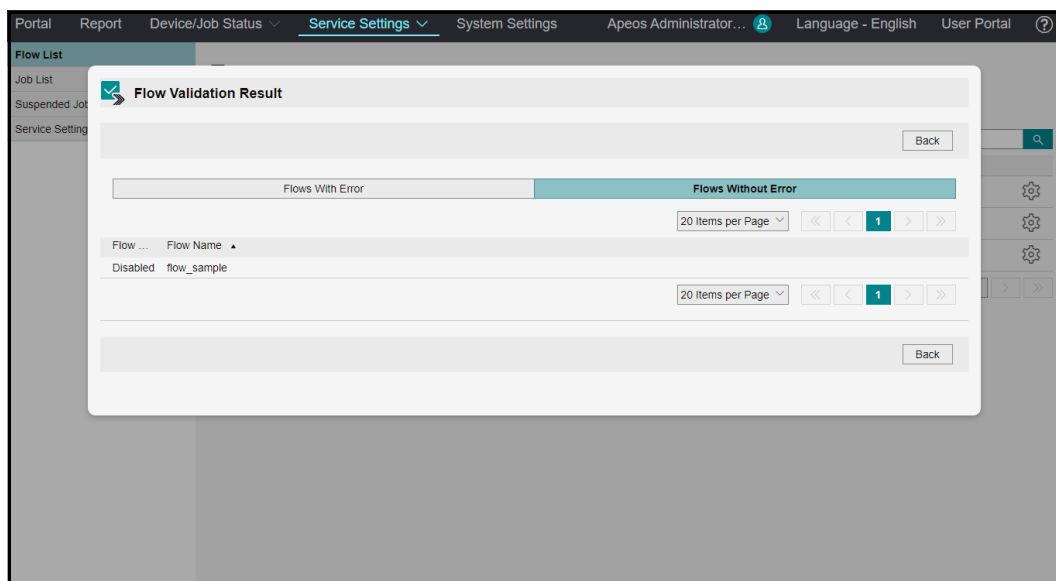 Portal Report Device/Job Status Service Settings System Settings Apeos Administrator... Language - English User Portal ?
Flow List
Job List
Suspended Job
Service Setting
Flow Validation Result
Back
Flows With Error Flows Without Error
20 Items per Page << < 1 > >>
Flow ... Flow Name ▲
Disabled flow_sample
20 Items per Page << < 1 > >>
Back